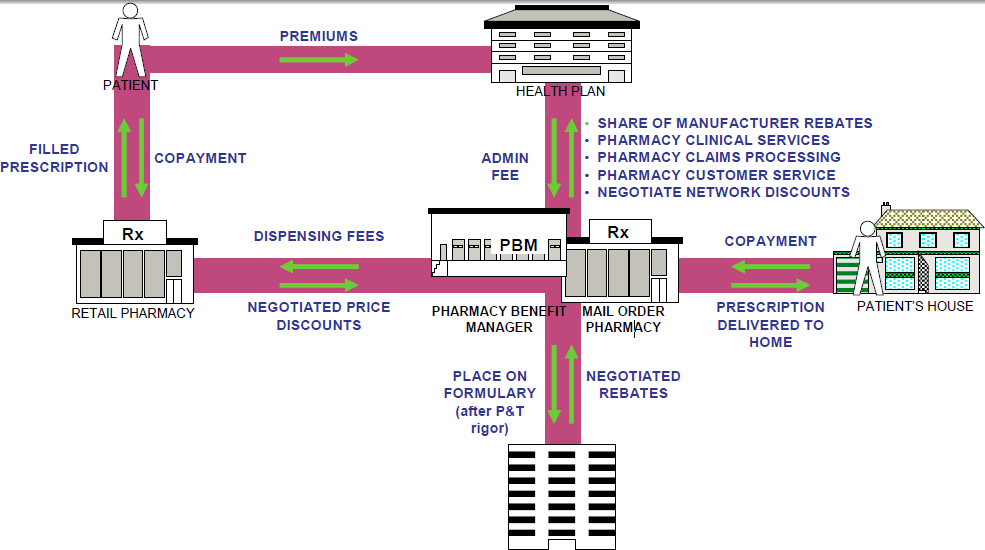 PREMIUMS
PATIENT
HEALTH PLAN
FILLED
PRESCRIPTION
COPAYMENT
ADMIN
FEE
• SHARE OF MANUFACTURER REBATES
• PHARMACY CLINICAL SERVICES
• PHARMACY CLAIMS PROCESSING
• PHARMACY CUSTOMER SERVICE
• NEGOTIATE NETWORK DISCOUNTS
Rx
DISPENSING FEES
PBM
Rx
COPAYMENT
RETAIL PHARMACY
NEGOTIATED PRICE
DISCOUNTS
PHARMACY BENEFIT
MANAGER
MAIL ORDER
PHARMACY
PRESCRIPTION
DELIVERED TO
HOME
PATIENT'S HOUSE
PLACE ON
FORMULARY
(after P&T
rigor)
NEGOTIATED
REBATES